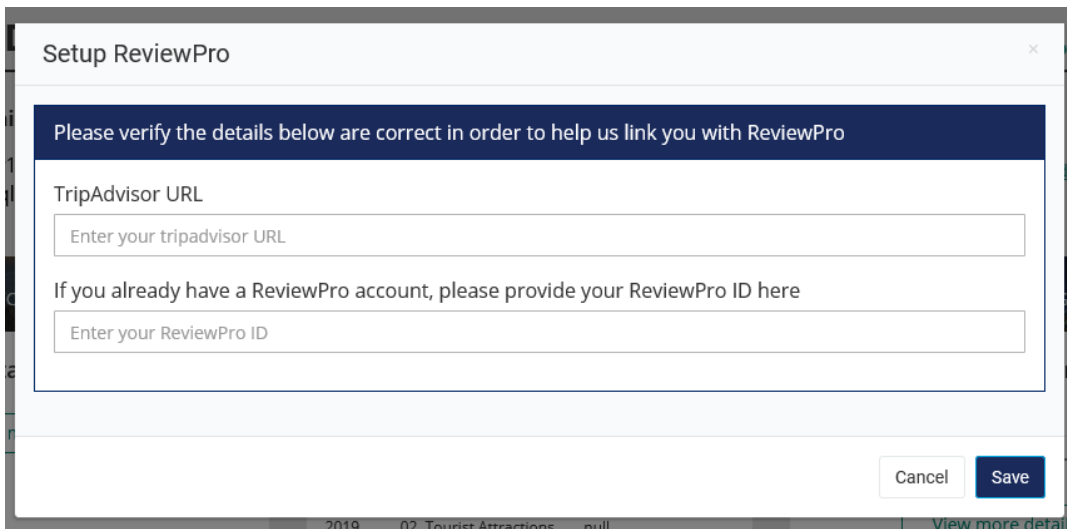 Setup ReviewPro
×
Please verify the details below are correct in order to help us link you with ReviewPro
TripAdvisor URL
Enter your tripadvisor URL
If you already have a ReviewPro account, please provide your ReviewPro ID here
Enter your ReviewPro ID
Cancel
Save
2019 02. Tourist Attractions null
View more detai